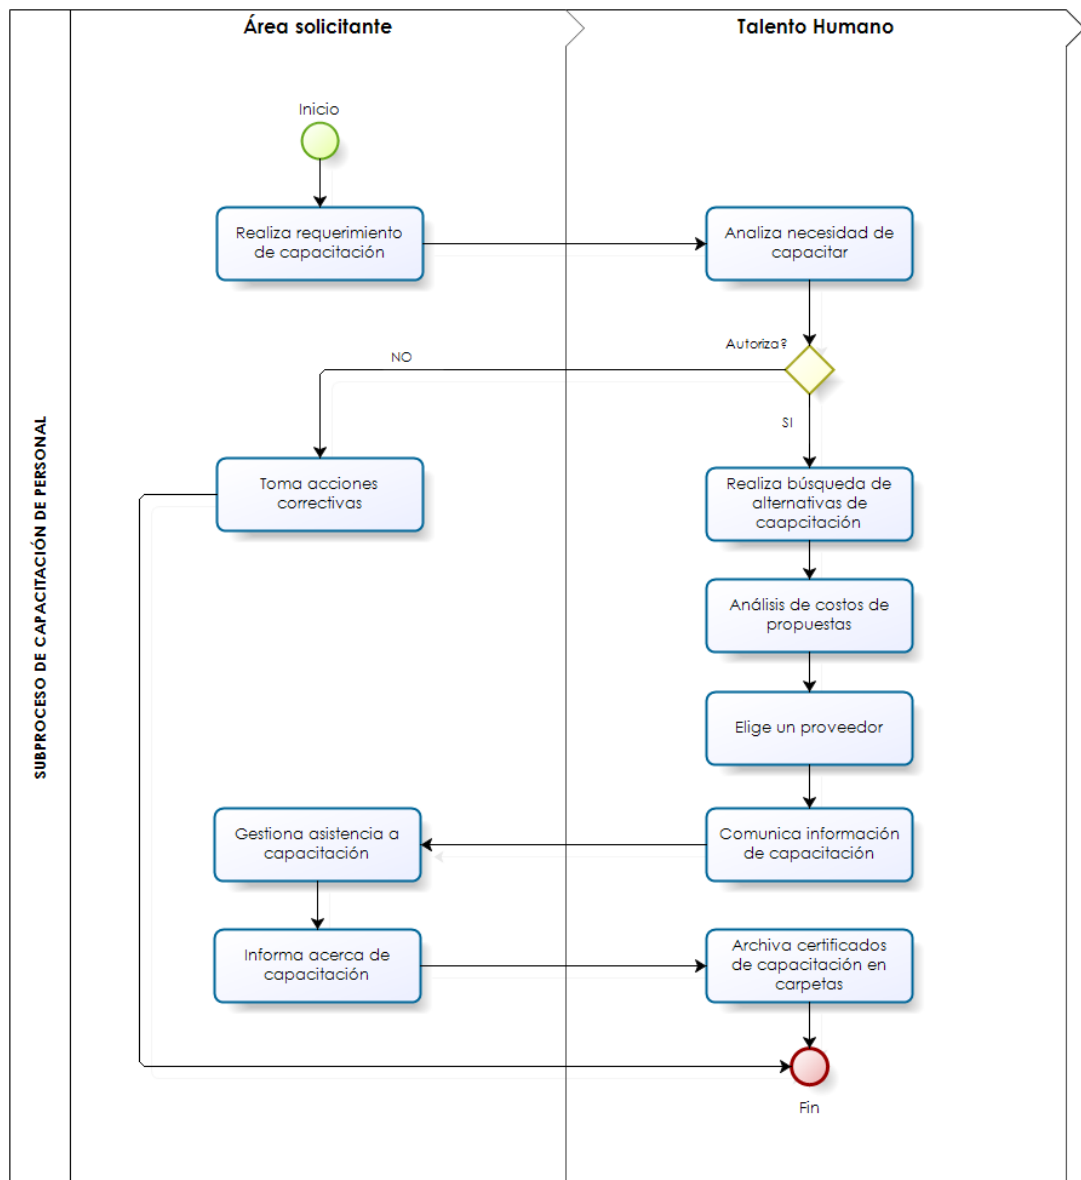 Área solicitante
Talento Humano
SUBPROCESO DE CAPACITACIÓN DE PERSONAL
Inicio
Realiza requerimiento
de capacitación
Analiza necesidad de
capacitar
Autoriza?
NO
SI
Toma acciones
correctivas
Realiza búsqueda de
alternativas de
caapcitación
Análisis de costos de
propuestas
Elige un proveedor
Comunica información
de capacitación
Gestiona asistencia a
capacitación
Informa acerca de
capacitación
Archiva certificados
de capacitación en
carpetas
Fin